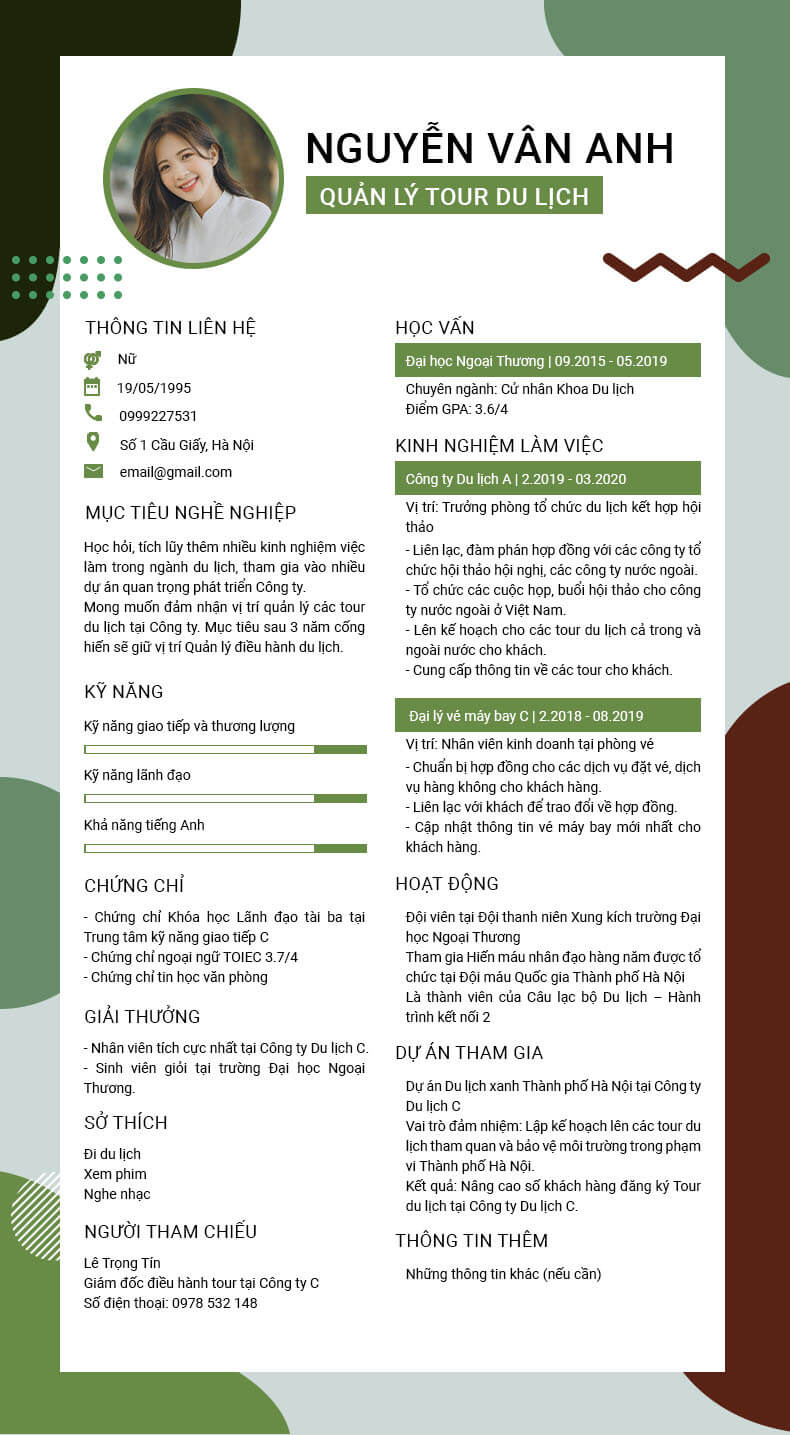 NGUYỄN VÂN ANH
QUẢN LÝ TOUR DU LỊCH
THÔNG TIN LIÊN HỆ
Nữ
19/05/1995
0999227531
Số 1 Cầu Giấy, Hà Nội
email@gmail.com
MỤC TIÊU NGHỀ NGHIỆP
Học hỏi, tích lũy thêm nhiều kinh nghiệm việc
làm trong ngành du lịch, tham gia vào nhiều
dự án quan trọng phát triển Công ty.
Mong muốn đảm nhận vị trí quản lý các tour
du lịch tại Công ty. Mục tiêu sau 3 năm cống
hiến sẽ giữ vị trí Quản lý điều hành du lịch.
KỸ NĂNG
Kỹ năng giao tiếp và thương lượng
Kỹ năng lãnh đạo
Khả năng tiếng Anh
CHỨNG CHỈ
- Chứng chỉ Khóa học Lãnh đạo tài ba tại
Trung tâm kỹ năng giao tiếp C
- Chứng chỉ ngoại ngữ TOIEC 3.7/4
- Chứng chỉ tin học văn phòng
GIẢI THƯỞNG
- Nhân viên tích cực nhất tại Công ty Du lịch C.
- Sinh viên giỏi tại trường Đại học Ngoại
Thương.
SỞ THÍCH
Đi du lịch
Xem phim
Nghe nhạc
NGƯỜI THAM CHIẾU
Lê Trọng Tín
Giám đốc điều hành tour tại Công ty C
Số điện thoại: 0978 532 148
HỌC VẤN
Đại học Ngoại Thương | 09.2015 - 05.2019
Chuyên ngành: Cử nhân Khoa Du lịch
Điểm GPA: 3.6/4
KINH NGHIỆM LÀM VIỆC
Công ty Du lịch A | 2.2019 - 03.2020
Vị trí: Trưởng phòng tổ chức du lịch kết hợp hội
thảo
- Liên lạc, đàm phán hợp đồng với các công ty tổ
chức hội thảo hội nghị, các công ty nước ngoài.
- Tổ chức các cuộc họp, buổi hội thảo cho công
ty nước ngoài ở Việt Nam.
- Lên kế hoạch cho các tour du lịch cả trong và
ngoài nước cho khách.
- Cung cấp thông tin về các tour cho khách.
Đại lý vé máy bay C | 2.2018 - 08.2019
Vị trí: Nhân viên kinh doanh tại phòng vé
- Chuẩn bị hợp đồng cho các dịch vụ đặt vé, dịch
vụ hàng không cho khách hàng.
- Liên lạc với khách để trao đổi về hợp đồng.
- Cập nhật thông tin vé máy bay mới nhất cho
khách hàng.
HOẠT ĐỘNG
Đội viên tại Đội thanh niên Xung kích trường Đại
học Ngoại Thương
Tham gia Hiến máu nhân đạo hàng năm được tổ
chức tại Đội máu Quốc gia Thành phố Hà Nội
Là thành viên của Câu lạc bộ Du lịch – Hành
trình kết nối 2
DỰ ÁN THAM GIA
Dự án Du lịch xanh Thành phố Hà Nội tại Công ty
Du lịch C
Vai trò đảm nhiệm: Lập kế hoạch lên các tour du
lịch tham quan và bảo vệ môi trường trong phạm
vi Thành phố Hà Nội.
Kết quả: Nâng cao số khách hàng đăng ký Tour
du lịch tại Công ty Du lịch C.
THÔNG TIN THÊM
Những thông tin khác (nếu cần)